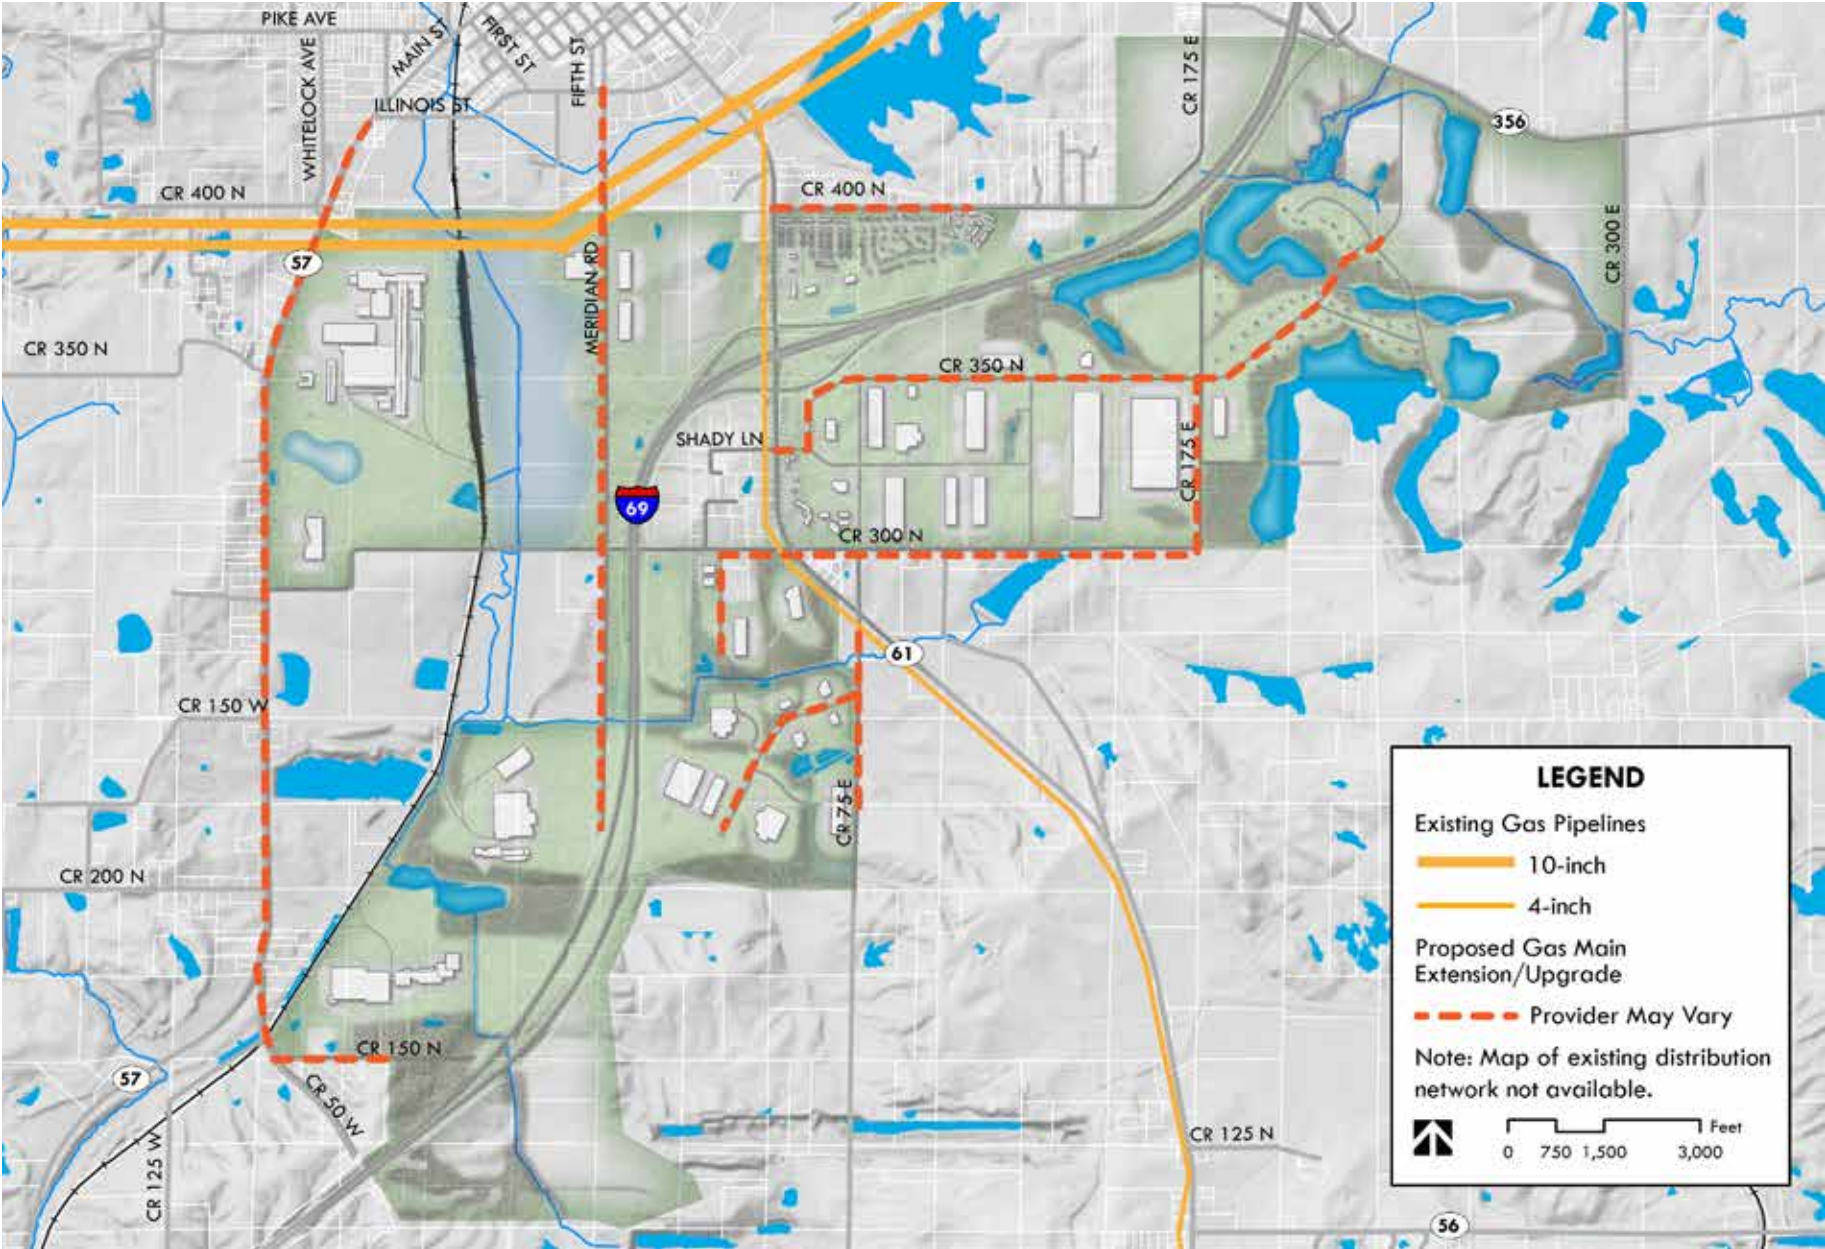 PIKE AVE
MAIN ST
FIRST ST
WHITELOCK AVE
FIFTH ST
CR 175 E
ILLINOIS ST
356
CR 400 N
CR 400 N
57
MERIDIAN RD
CR 300 E
CR 350 N
CR 350 N
SHADY LN
CR 175 E
69
CR 300 N
61
CR 150 W
CR 75 E
CR 200 N
CR 150 N
57
CR 50 W
CR 125 W
CR 125 N
56
LEGEND
Existing Gas Pipelines
10-inch
4-inch
Proposed Gas Main
Extension/Upgrade
Provider May Vary
Note: Map of existing distribution
network not available.
Feet
0 750 1,500 3,000